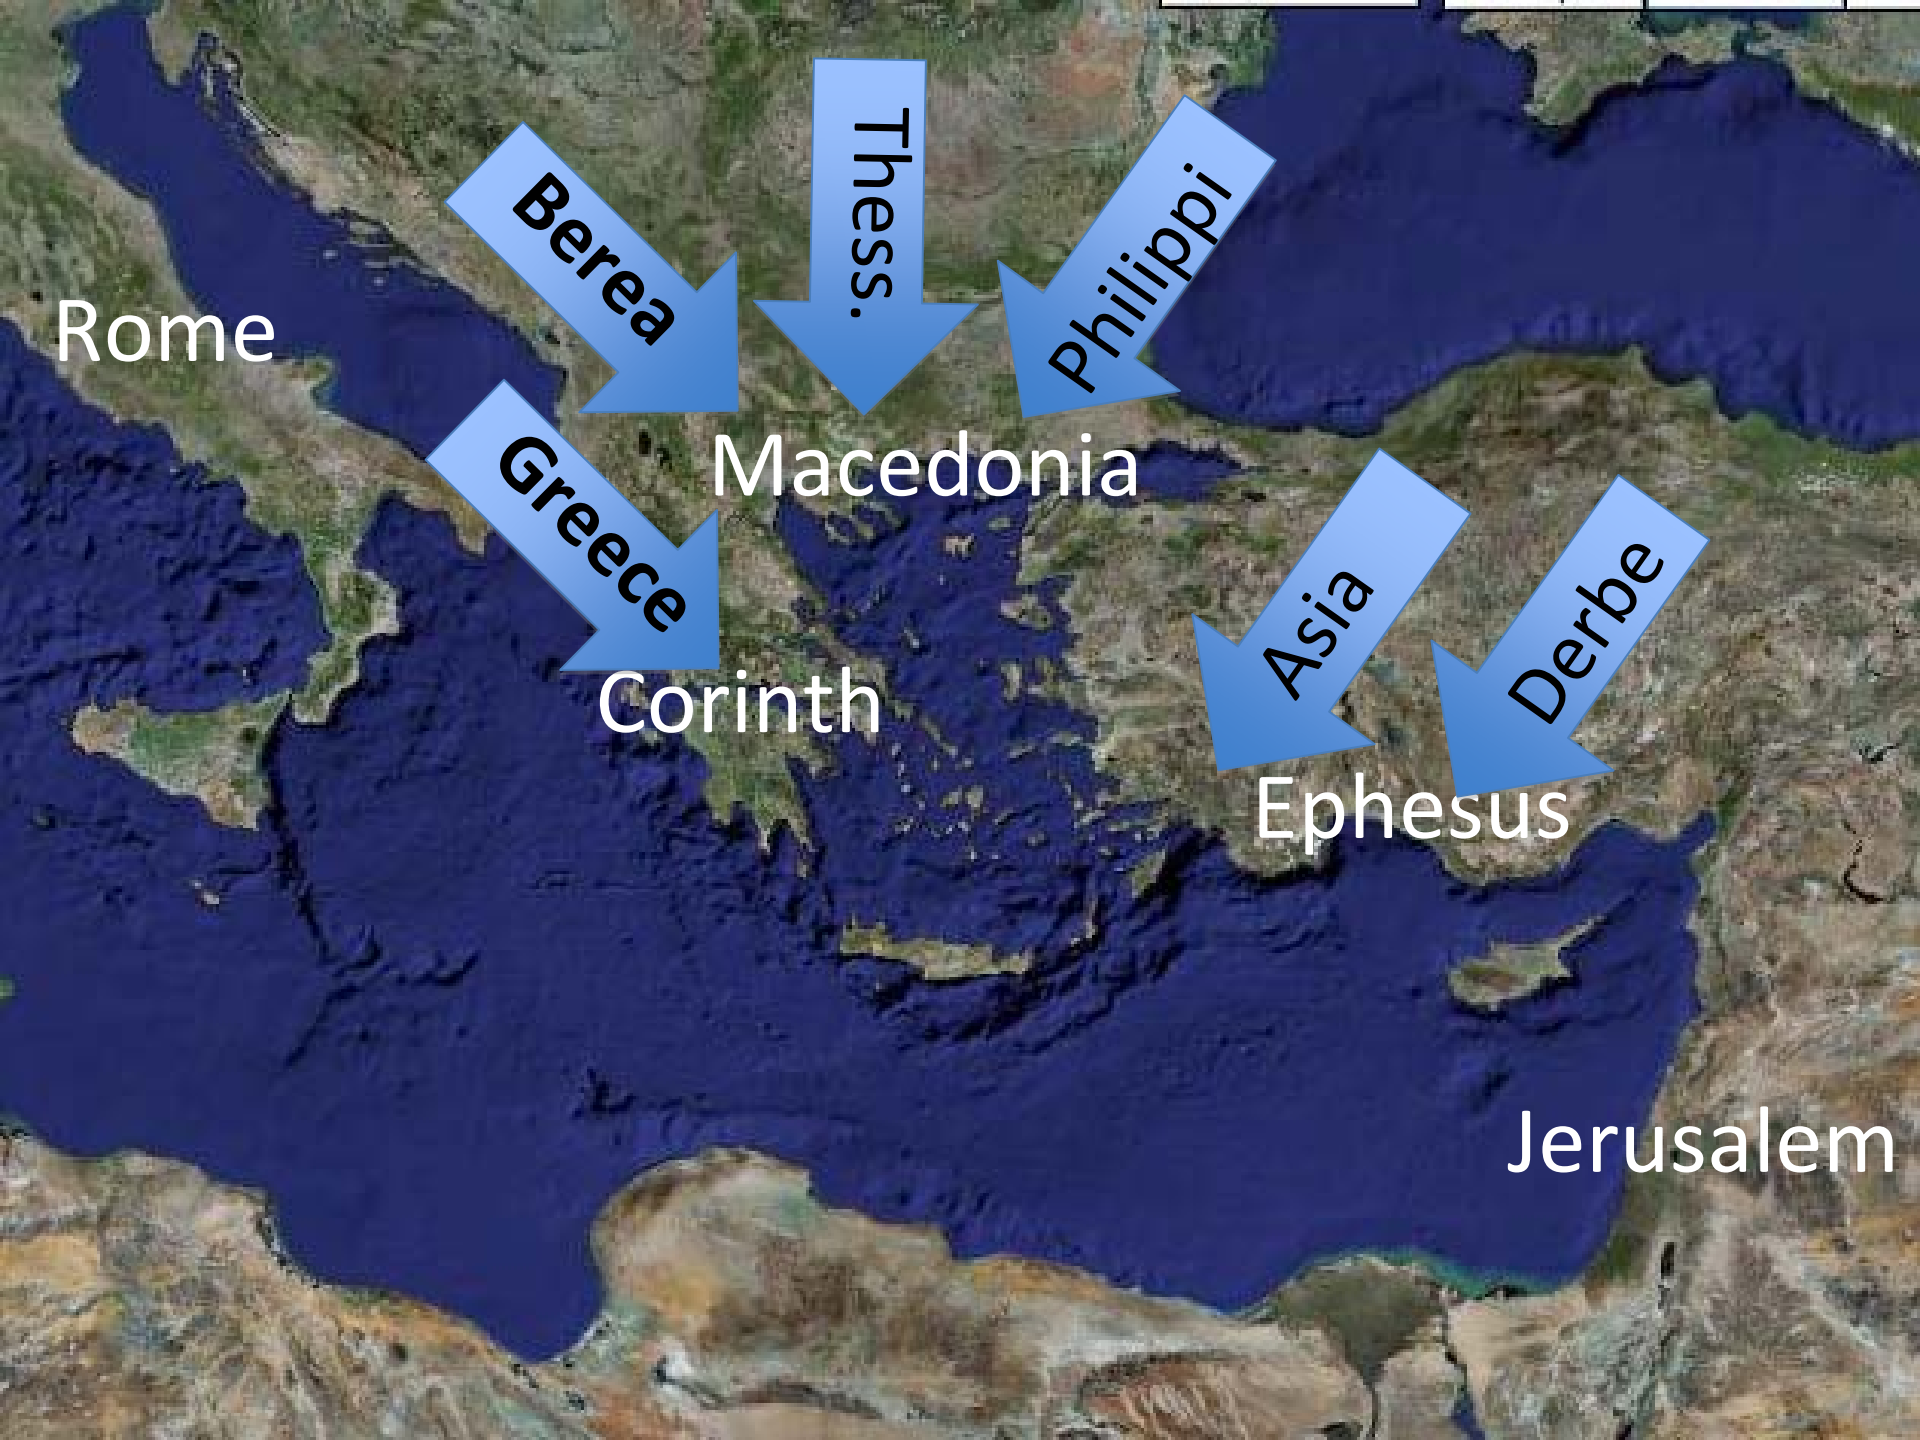 Thess.
Philippi
Berea
Rome
Macedonia
Greece
Asia
Derbe
Corinth
Ephesus
Jerusalem